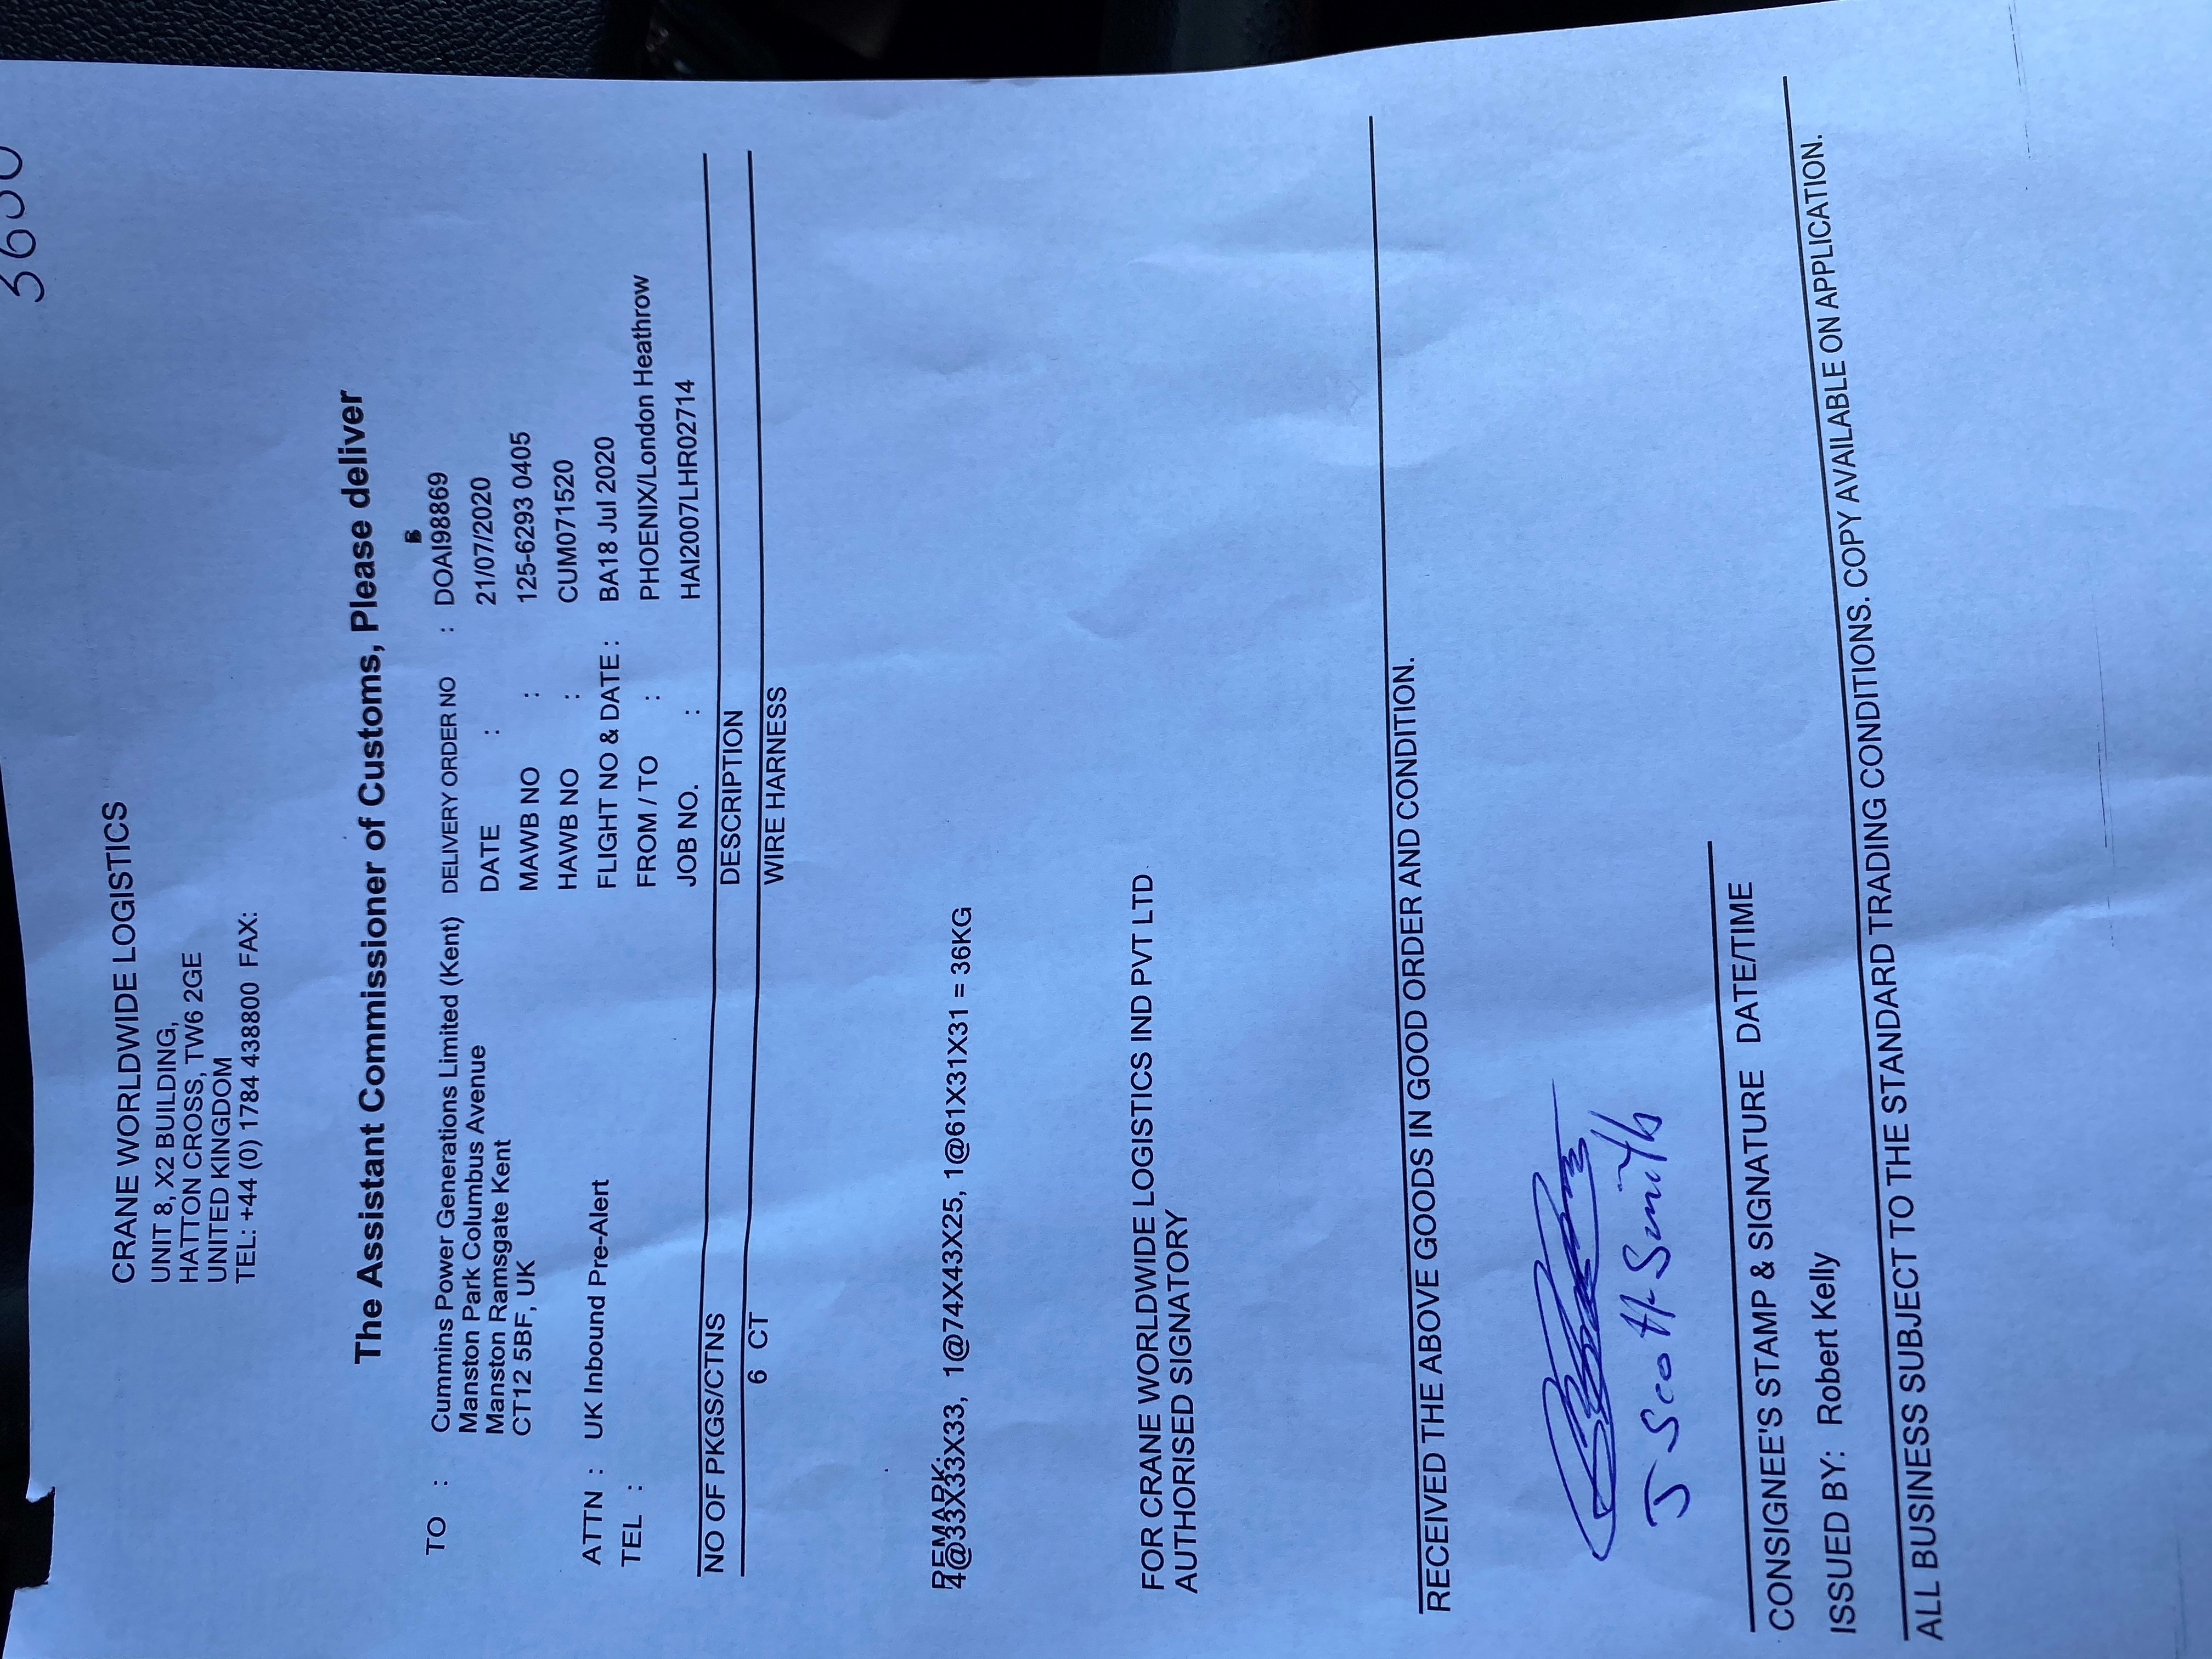 CRANE WORLDWIDE LOGISTICS
UNIT 8, X2 BUILDING,
HATTON CROSS, TW6 2GE
UNITED KINGDOM
TEL: +44 (0) 1784 438800 FAX:
The Assistant Commissioner of Customs, Please deliver
TO : Cummins Power Generations Limited (Kent)
Manston Park Columbus Avenue
Manston Ramsgate Kent
CT12 5BF, UK
ATTN : UK Inbound Pre-Alert
TEL :
DELIVERY ORDER NO : DOAI98869
DATE : 21/07/2020
MAWB NO : 125-6293 0405
HAWB NO : CUM071520
FLIGHT NO & DATE : BA18 Jul 2020
FROM / TO : PHOENIX/London Heathrow
JOB NO. : HAI2007LHR02714
NO OF PKGS/CTNS DESCRIPTION
6 CT WIRE HARNESS
REMARK:
4@33X33X33, 1@74X43X25, 1@61X31X31 = 36KG
FOR CRANE WORLDWIDE LOGISTICS IND PVT LTD
AUTHORISED SIGNATORY
RECEIVED THE ABOVE GOODS IN GOOD ORDER AND CONDITION.
J Scott-Smith
CONSIGNEE'S STAMP & SIGNATURE DATE/TIME
ISSUED BY: Robert Kelly
ALL BUSINESS SUBJECT TO THE STANDARD TRADING CONDITIONS. COPY AVAILABLE ON APPLICATION.